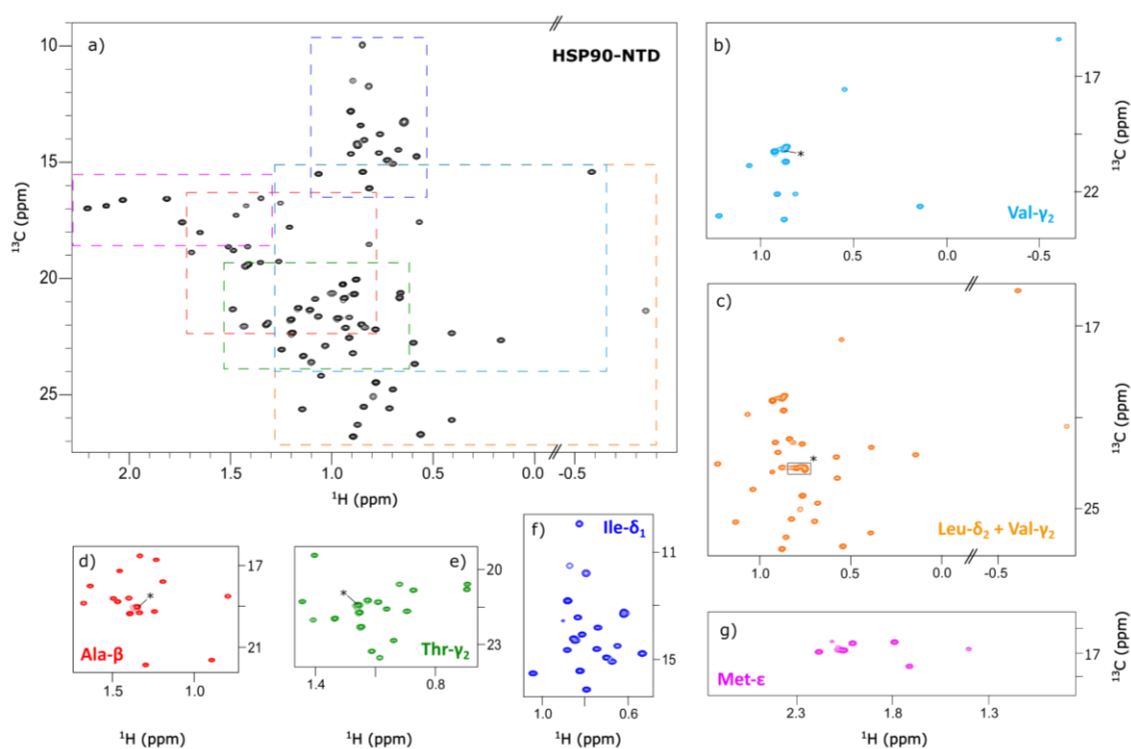 a)
HSP90-NTD
10
15
20
25
¹³C (ppm)
2.0 1.5 1.0 0.5 0.0 -0.5
¹H (ppm)
b)
17
22
¹³C (ppm)
*
Val-γ₂
1.0 0.5 0.0 -0.5
c)
17
25
¹³C (ppm)
*
Leu-δ₂ + Val-γ₂
1.0 0.5 0.0 -0.5
d)
17
21
*
Ala-β
1.5 1.0
¹H (ppm)
e)
20
23
*
Thr-γ₂
1.4 0.8
¹H (ppm)
f)
Ile-δ₁
11
15
1.0 0.6
¹H (ppm)
g)
17
¹³C (ppm)
Met-ε
2.3 1.8 1.3
¹H (ppm)